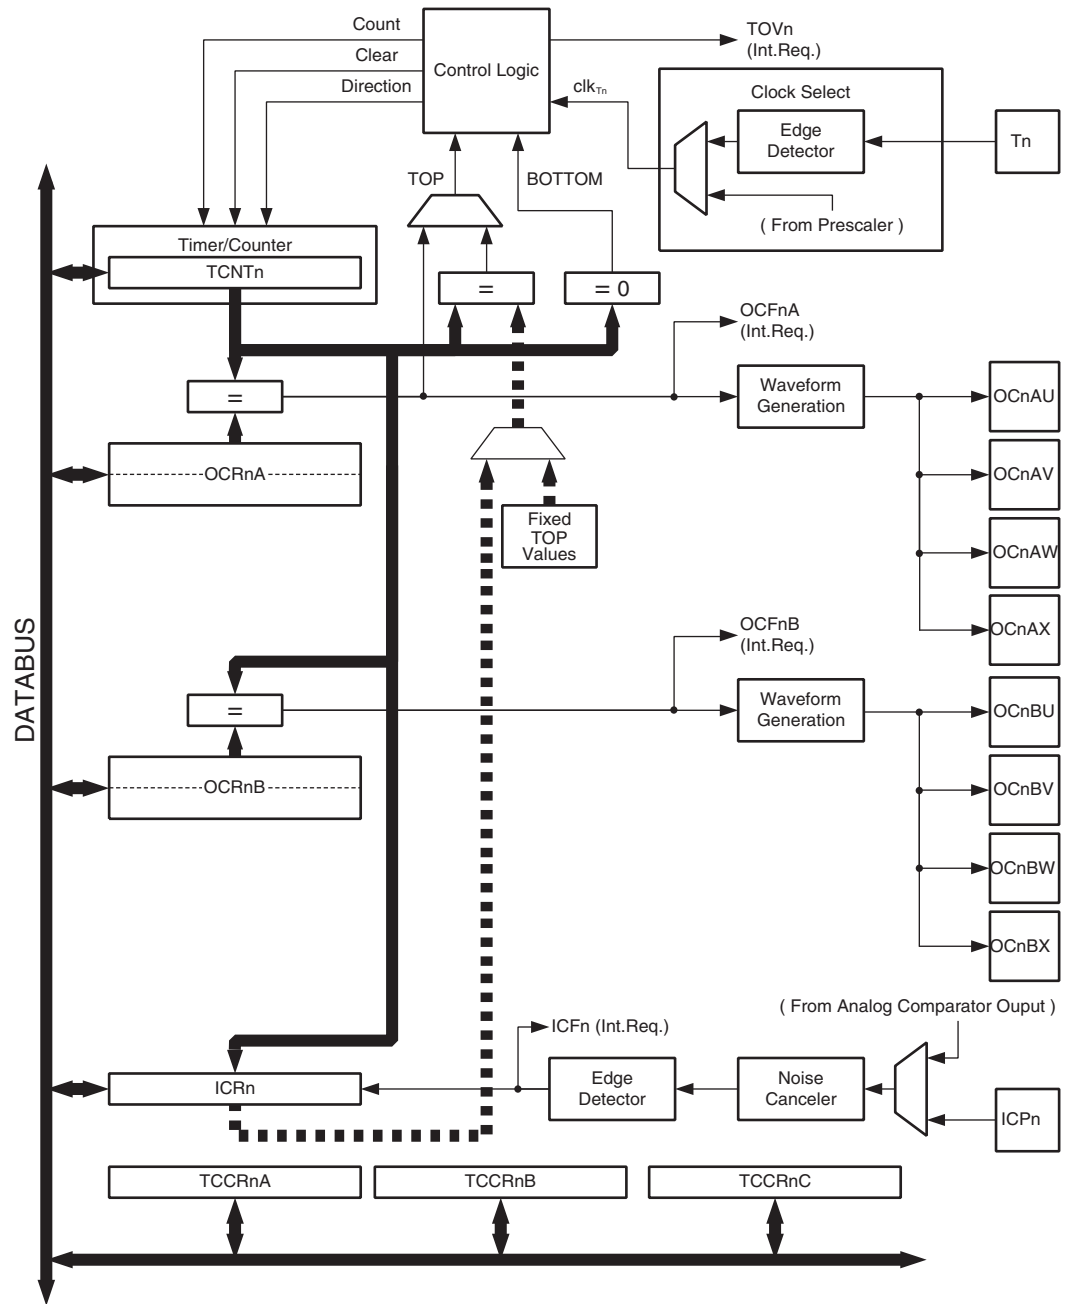 Count
TOVn
(Int.Req.)
Clear
Control Logic
Direction
clkTn
Clock Select
Edge
Detector
Tn
TOP
BOTTOM
( From Prescaler )
Timer/Counter
TCNTn
=
= 0
OCFnA
(Int.Req.)
=
Waveform
Generation
OCnAU
OCRnA
OCnAV
Fixed
TOP
Values
OCnAW
OCnAX
OCFnB
(Int.Req.)
DATABUS
=
Waveform
Generation
OCnBU
OCRnB
OCnBV
OCnBW
OCnBX
( From Analog Comparator Ouput )
ICFn (Int.Req.)
ICRn
Edge
Detector
Noise
Canceler
ICPn
TCCRnA
TCCRnB
TCCRnC